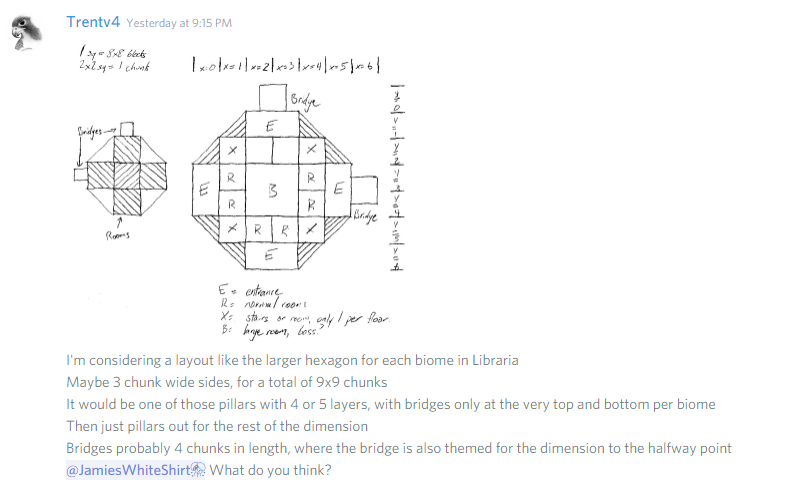 Trentv4 Yesterday at 9:15 PM
1 sq = 8x8 blocks
2x2 sq = 1 chunk
| x=0 | x=1 | x=2 | x=3 | x=4 | x=5 | x=6 |
Bridge
y=0
E
Bridges
y=1
X X
y=2
R R
E B E
y=3
R R
y=4
Bridge
X R R X
y=5
Rooms
E
y=6
E = entrance
R = normal room
X = stairs or room, only 1 per floor.
B = large room, boss?
I'm considering a layout like the larger hexagon for each biome in Libraria
Maybe 3 chunk wide sides, for a total of 9x9 chunks
It would be one of those pillars with 4 or 5 layers, with bridges only at the very top and bottom per biome
Then just pillars out for the rest of the dimension
Bridges probably 4 chunks in length, where the bridge is also themed for the dimension to the halfway point
@JamiesWhiteShirt What do you think?